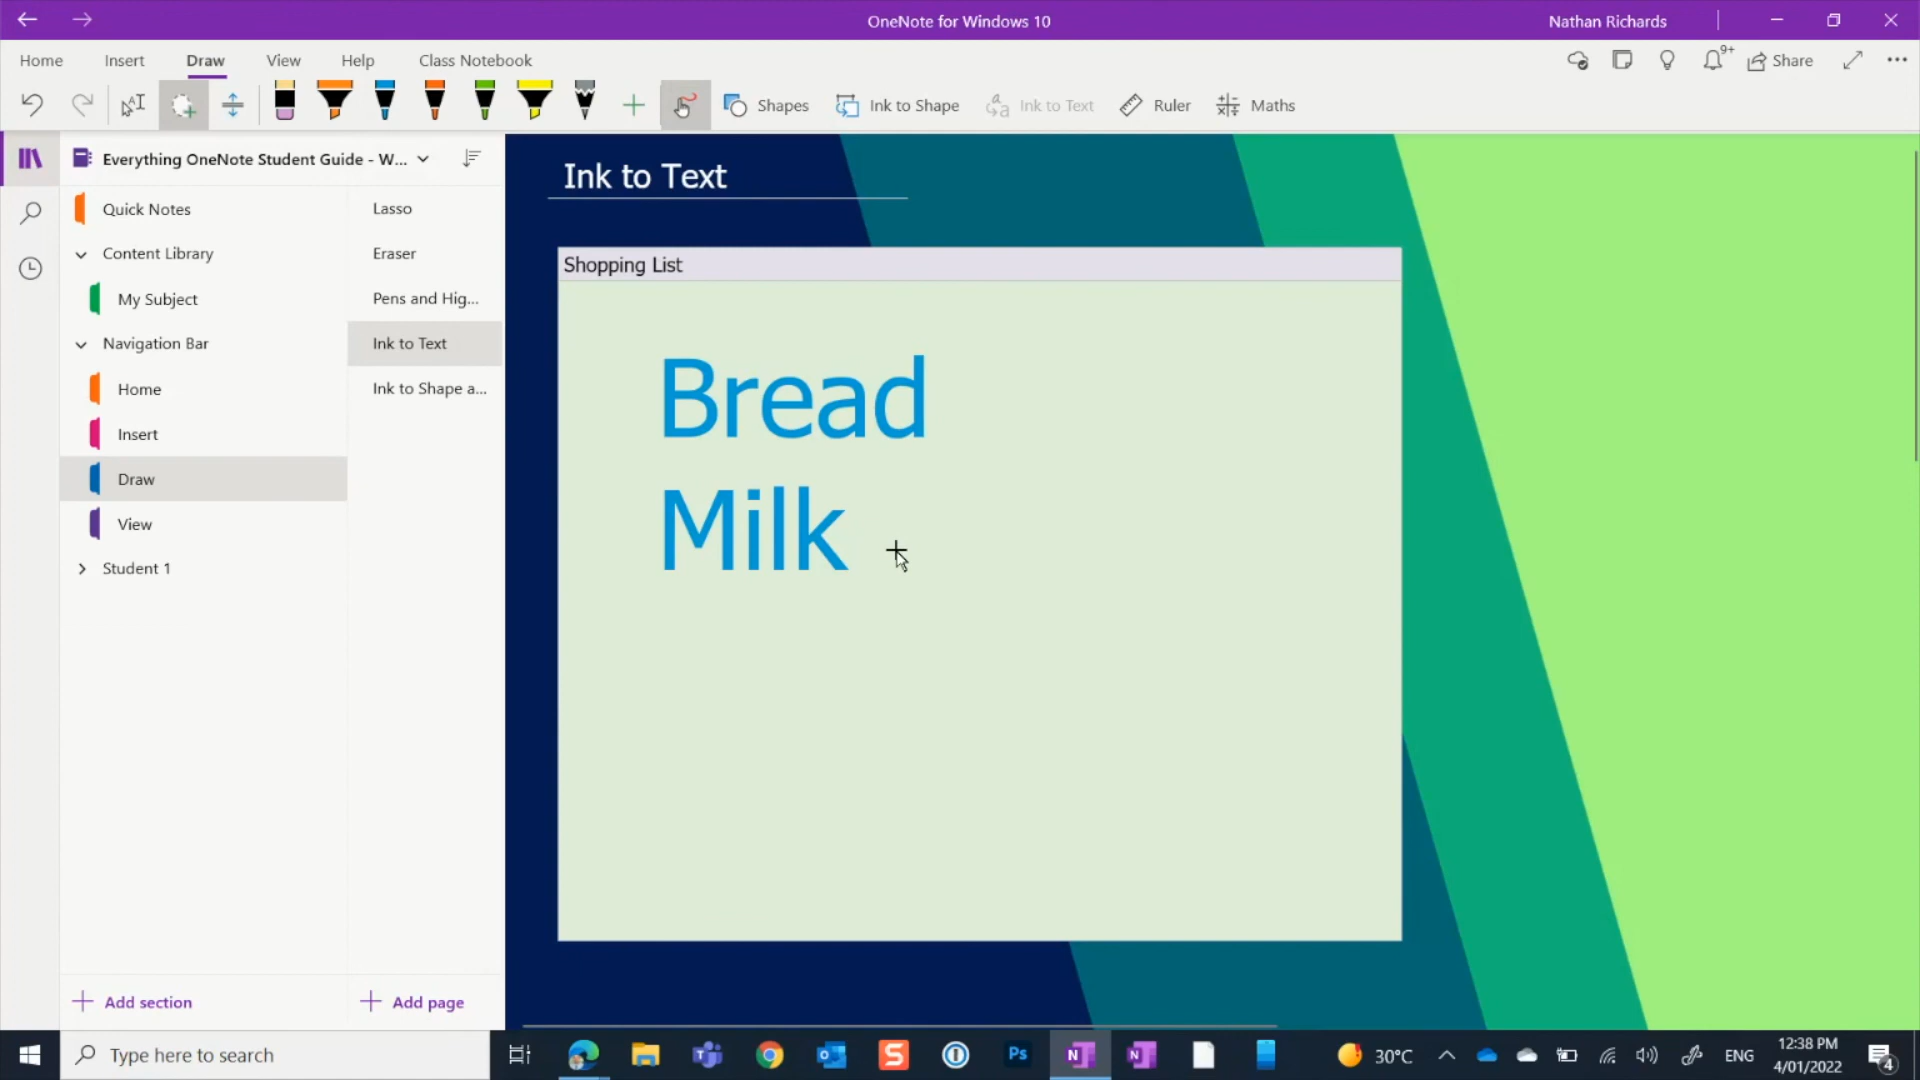 OneNote for Windows 10
Nathan Richards
Home Insert Draw View Help Class Notebook
9+
Share
Shapes Ink to Shape Ink to Text Ruler Maths
Everything OneNote Student Guide - W...
Quick Notes
Content Library
My Subject
Navigation Bar
Home
Insert
Draw
View
Student 1
Add section
Lasso
Eraser
Pens and Hig...
Ink to Text
Ink to Shape a...
Add page
Ink to Text
Shopping List
Bread
Milk
Type here to search
Ps
30°C
ENG
12:38 PM
4/01/2022
4